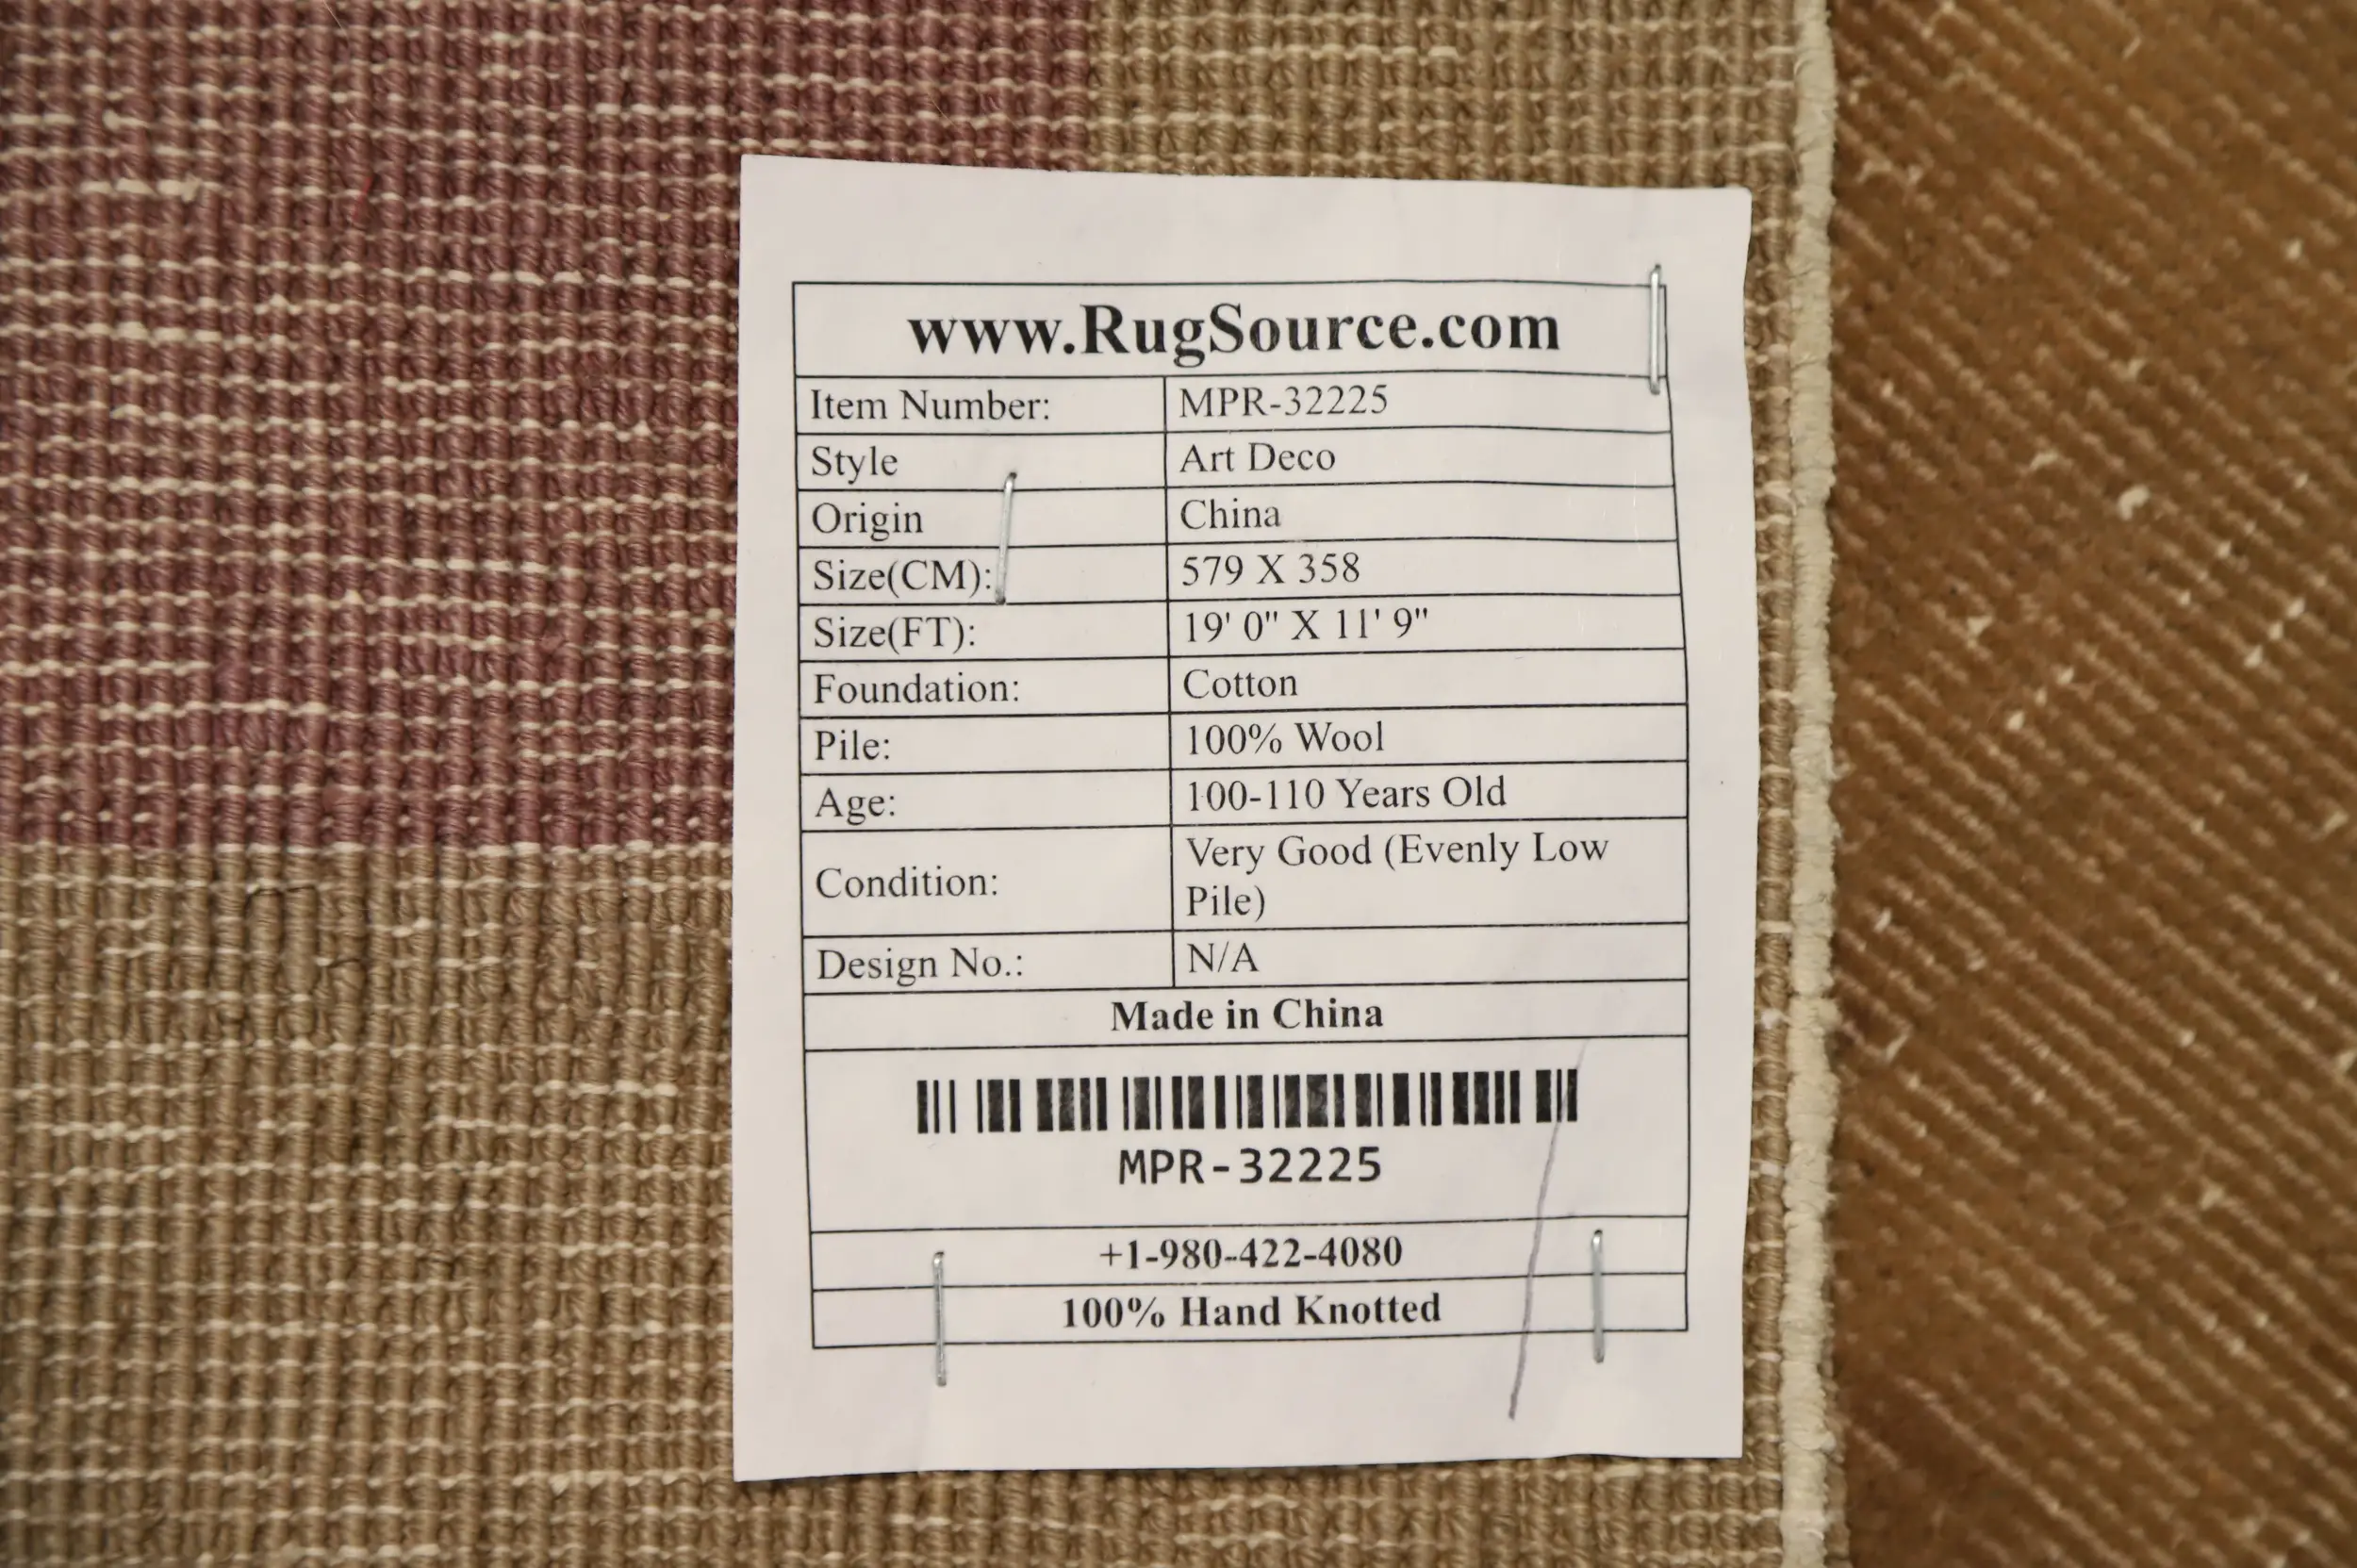 www.RugSource.com
Item Number: MPR-32225
Style Art Deco
Origin China
Size(CM): 579 X 358
Size(FT): 19' 0" X 11' 9"
Foundation: Cotton
Pile: 100% Wool
Age: 100-110 Years Old
Condition: Very Good (Evenly Low
Pile)
Design No.: N/A
Made in China
MPR-32225
+1-980-422-4080
100% Hand Knotted